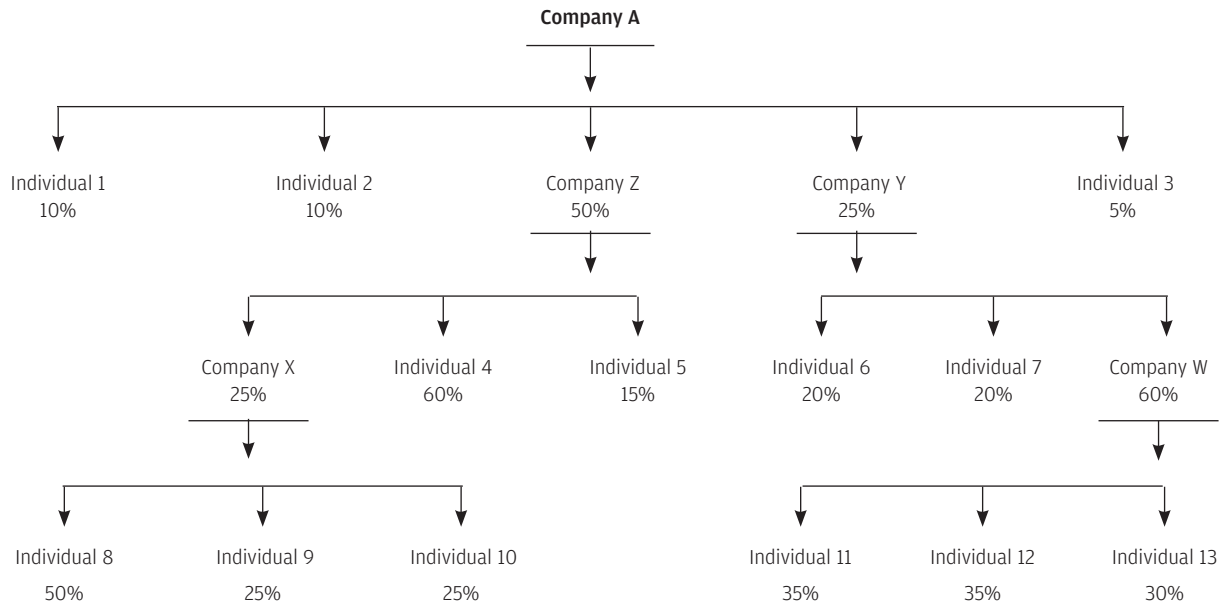 Company A
Individual 1
10%
Individual 2
10%
Company Z
50%
Company Y
25%
Individual 3
5%
Company X
25%
Individual 4
60%
Individual 5
15%
Individual 6
20%
Individual 7
20%
Company W
60%
Individual 8
50%
Individual 9
25%
Individual 10
25%
Individual 11
35%
Individual 12
35%
Individual 13
30%